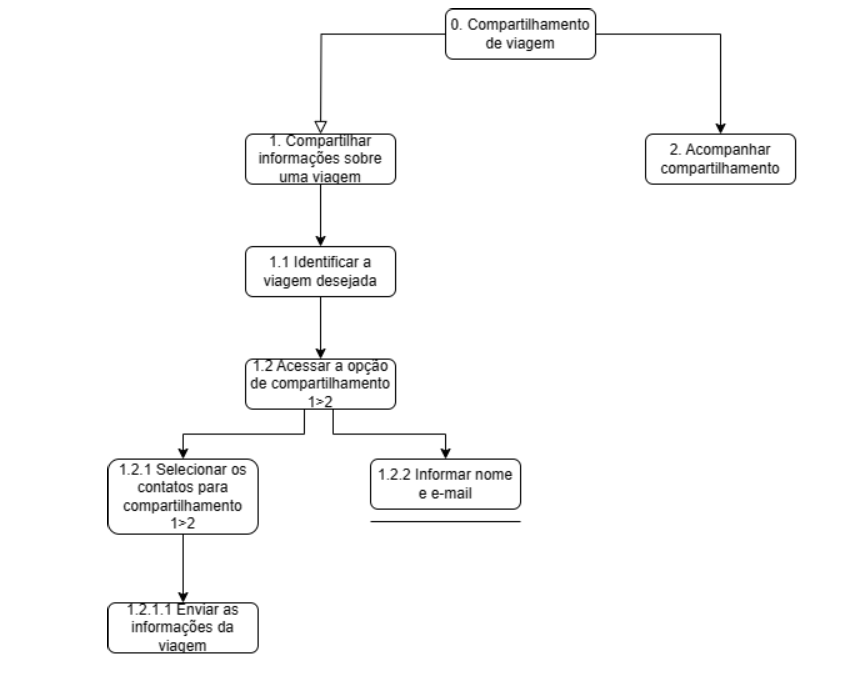 0. Compartilhamento
de viagem
1. Compartilhar
informações sobre
uma viagem
2. Acompanhar
compartilhamento
1.1 Identificar a
viagem desejada
1.2 Acessar a opção
de compartilhamento
1>2
1.2.1 Selecionar os
contatos para
compartilhamento
1>2
1.2.2 Informar nome
e e-mail
1.2.1.1 Enviar as
informações da
viagem